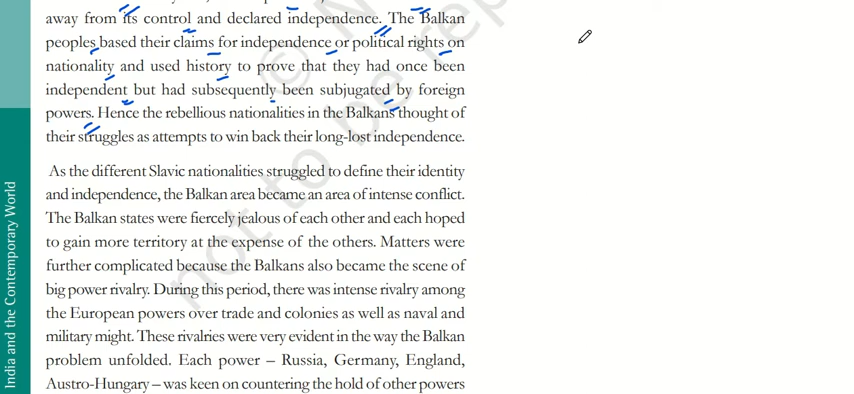 away from its control and declared independence. The Balkan
peoples based their claims for independence or political rights on
nationality and used history to prove that they had once been
independent but had subsequently been subjugated by foreign
powers. Hence the rebellious nationalities in the Balkans thought of
their struggles as attempts to win back their long-lost independence.
As the different Slavic nationalities struggled to define their identity
and independence, the Balkan area became an area of intense conflict.
The Balkan states were fiercely jealous of each other and each hoped
to gain more territory at the expense of the others. Matters were
further complicated because the Balkans also became the scene of
big power rivalry. During this period, there was intense rivalry among
the European powers over trade and colonies as well as naval and
military might. These rivalries were very evident in the way the Balkan
problem unfolded. Each power – Russia, Germany, England,
Austro-Hungary – was keen on countering the hold of other powers
India and the Contemporary World
not to be re